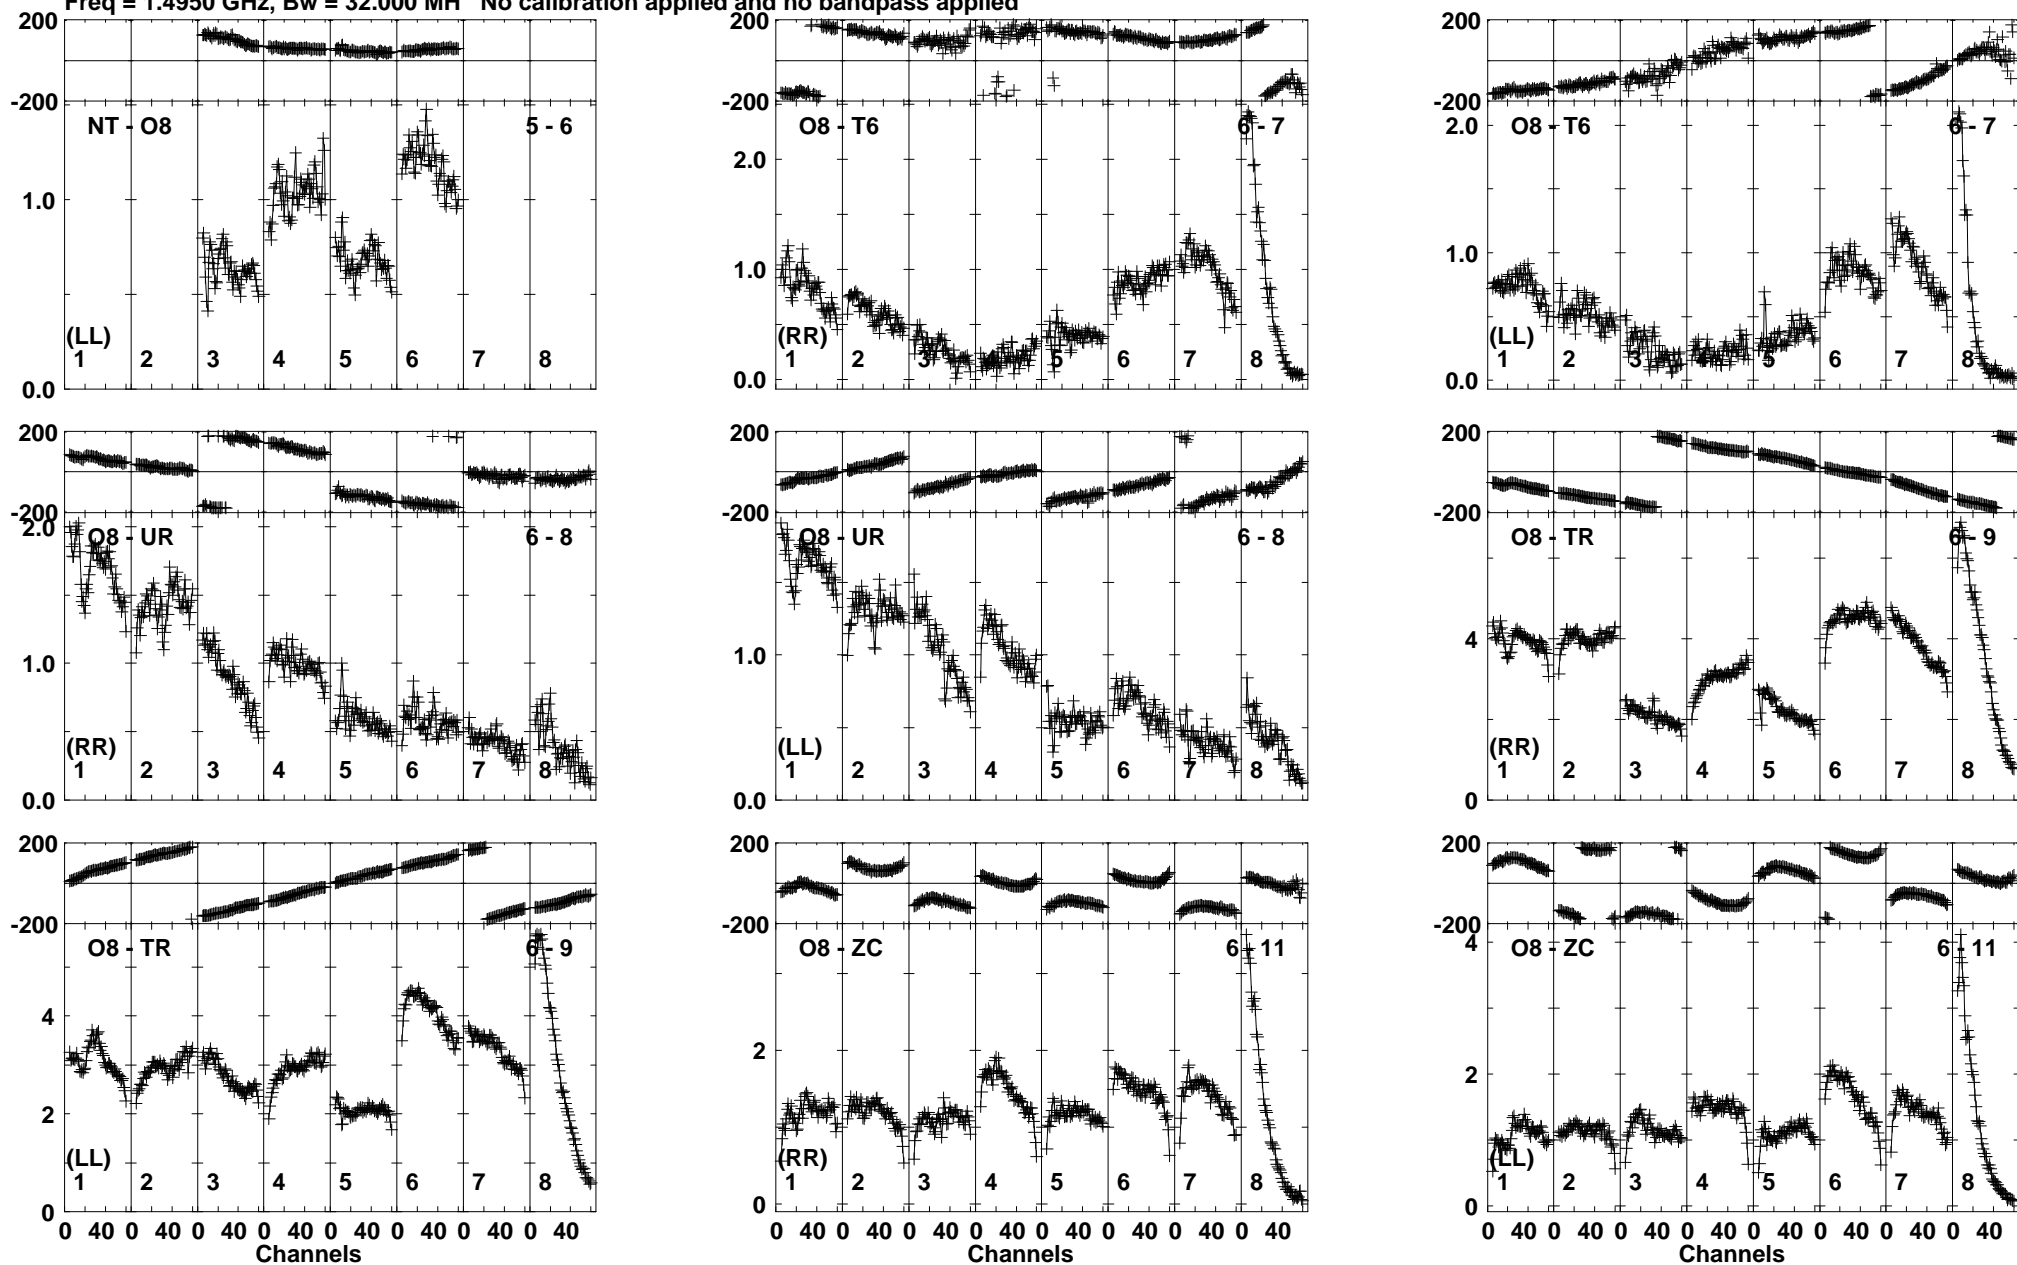 Freq = 1.4950 GHz, Bw = 32.000 MH No calibration applied and no bandpass applied
200
-200
NT - O8 5 - 6
1.0
(LL)
1 2 3 4 5 6 7 8
0.0
200
-200
O8 - T6 6 - 7
2.0
1.0
(RR)
1 2 3 4 5 6 7 8
0.0
200
-200
O8 - T6 6 - 7
2.0
1.0
(LL)
1 2 3 4 5 6 7 8
0.0
200
-200
2.0
O8 - UR 6 - 8
1.0
(RR)
1 2 3 4 5 6 7 8
0.0
200
-200
O8 - UR 6 - 8
1.0
(LL)
1 2 3 4 5 6 7 8
0.0
200
-200
O8 - TR 6 - 9
4
(RR)
1 2 3 4 5 6 7 8
0
200
-200
O8 - TR 6 - 9
4
2
(LL)
1 2 3 4 5 6 7 8
0
0 40 0 40 0 40 0 40 0 40 0 40 0 40 0 40
Channels
200
-200
O8 - ZC 6 - 11
2
(RR)
1 2 3 4 5 6 7 8
0
0 40 0 40 0 40 0 40 0 40 0 40 0 40 0 40
Channels
200
-200
4
O8 - ZC 6 - 11
2
(LL)
1 2 3 4 5 6 7 8
0
0 40 0 40 0 40 0 40 0 40 0 40 0 40 0 40
Channels